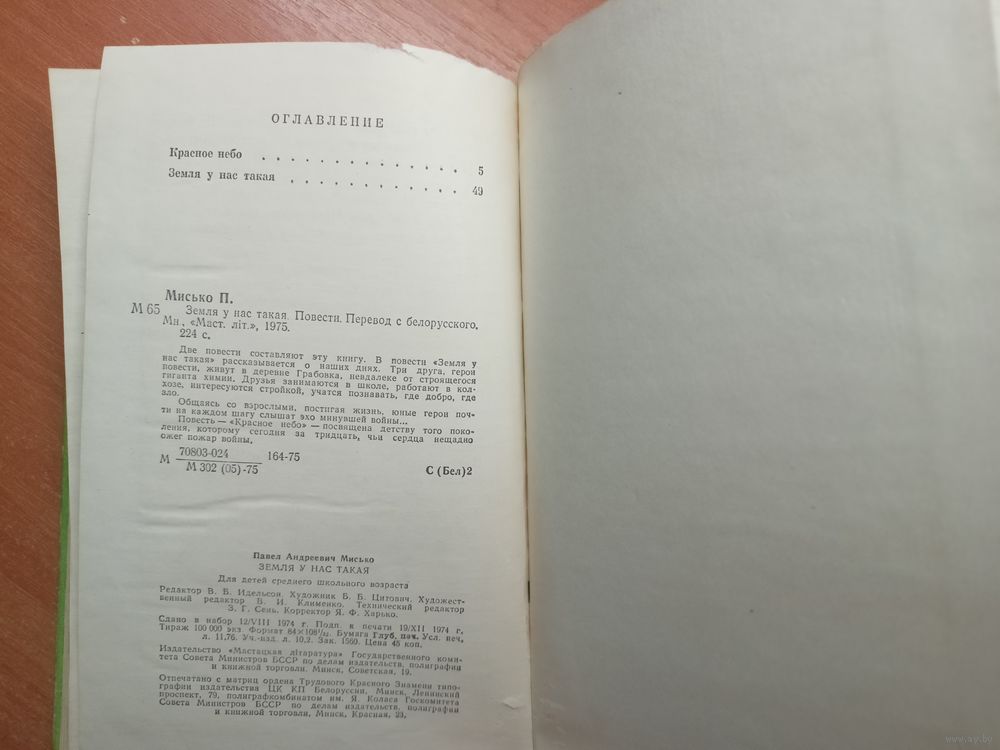 ОГЛАВЛЕНИЕ
Красное небо . . . . . . . . . . . . . . 5
Земля у нас такая . . . . . . . . . . . . 49
Мисько П.
М 65 Земля у нас такая. Повести. Перевод с белорусского.
Мн., «Маст. літ.», 1975.
224 с.
Две повести составляют эту книгу. В повести «Земля у
нас такая» рассказывается о наших днях. Три друга, герои
повести, живут в деревне Грабовка, невдалеке от строящегося
гиганта химии. Друзья занимаются в школе, работают в кол-
хозе, интересуются стройкой, учатся познавать, где добро, где
зло.
Общаясь со взрослыми, постигая жизнь, юные герои поч-
ти на каждом шагу слышат эхо минувшей войны...
Повесть — «Красное небо» — посвящена детству того поко-
ления, которому сегодня за тридцать, чьи сердца нещадно
ожег пожар войны.
М 70803-024 164-75
М 302 (05)-75
С (Бел)2
Павел Андреевич Мисько
ЗЕМЛЯ У НАС ТАКАЯ
Для детей среднего школьного возраста
Редактор В. Б. Идельсон. Художник Б. Б. Цитович. Художест-
венный редактор В. И. Клименко. Технический редактор
З. Г. Сень. Корректор Я. Ф. Харько.
Сдано в набор 12/VIII 1974 г. Подп. к печати 19/XII 1974 г.
Тираж 100 000 экз. Формат 84×108¹/₃₂. Бумага Глуб. печ. Усл. печ.
л. 11,76. Уч.-изд. л. 10,2. Зак. 1560. Цена 45 коп.
Издательство «Мастацкая літаратура» Государственного коми-
тета Совета Министров БССР по делам издательств, полиграфии
и книжной торговли. Минск, Советская, 19.
Отпечатано с матриц ордена Трудового Красного Знамени типо-
графии издательства ЦК КП Белоруссии, Минск, Ленинский
проспект, 79, полиграфкомбинатом им. Я. Коласа Госкомитета
Совета Министров БССР по делам издательств, полиграфии
и книжной торговли, Минск, Красная, 23.
www.ay.by